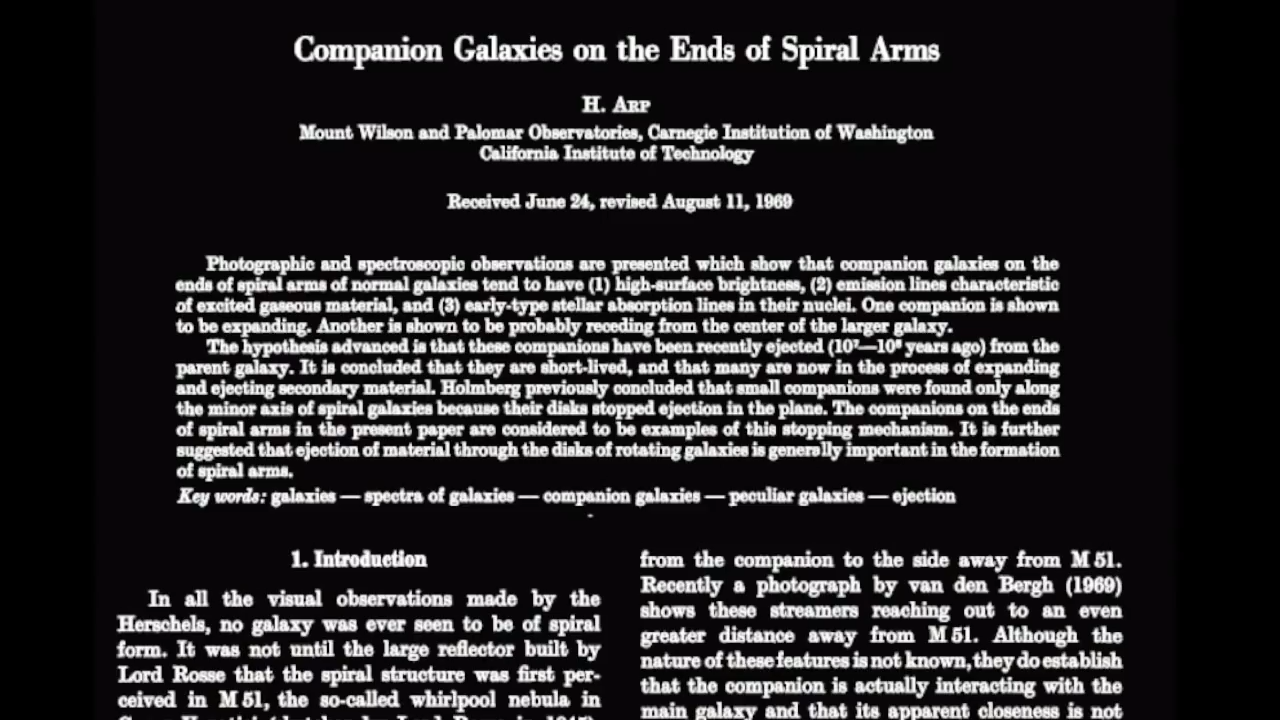 Companion Galaxies on the Ends of Spiral Arms
H. ARP
Mount Wilson and Palomar Observatories, Carnegie Institution of Washington
California Institute of Technology
Received June 24, revised August 11, 1969
Photographic and spectroscopic observations are presented which show that companion galaxies on the
ends of spiral arms of normal galaxies tend to have (1) high-surface brightness, (2) emission lines characteristic
of excited gaseous material, and (3) early-type stellar absorption lines in their nuclei. One companion is shown
to be expanding. Another is shown to be probably receding from the center of the larger galaxy.
The hypothesis advanced is that these companions have been recently ejected (10⁷—10⁸ years ago) from the
parent galaxy. It is concluded that they are short-lived, and that many are now in the process of expanding
and ejecting secondary material. Holmberg previously concluded that small companions were found only along
the minor axis of spiral galaxies because their disks stopped ejection in the plane. The companions on the ends
of spiral arms in the present paper are considered to be examples of this stopping mechanism. It is further
suggested that ejection of material through the disks of rotating galaxies is generally important in the formation
of spiral arms.
Key words: galaxies — spectra of galaxies — companion galaxies — peculiar galaxies — ejection
1. Introduction
In all the visual observations made by the
Herschels, no galaxy was ever seen to be of spiral
form. It was not until the large reflector built by
Lord Rosse that the spiral structure was first per-
ceived in M 51, the so-called whirlpool nebula in
from the companion to the side away from M 51.
Recently a photograph by van den Bergh (1969)
shows these streamers reaching out to an even
greater distance away from M 51. Although the
nature of these features is not known, they do establish
that the companion is actually interacting with the
main galaxy and that its apparent closeness is not